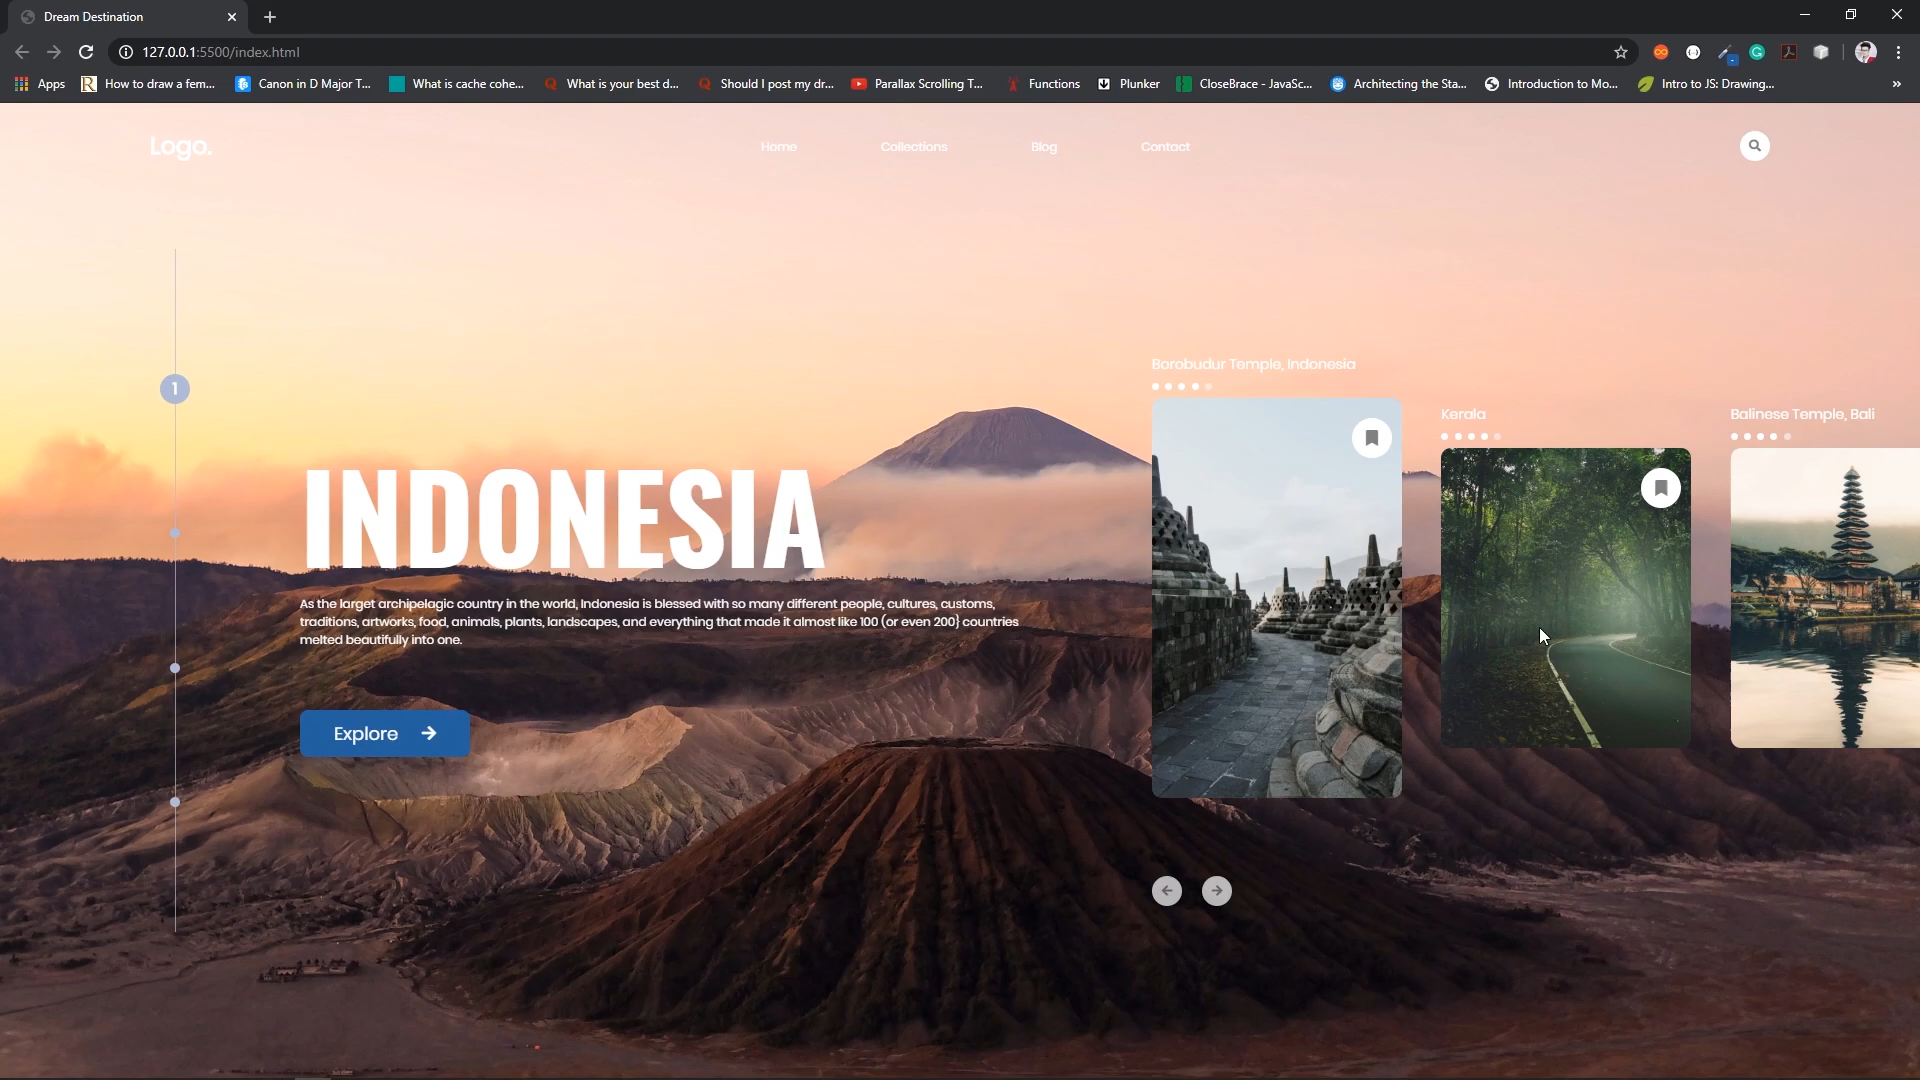 Dream Destination
127.0.0.1:5500/index.html
Apps
How to draw a fem...
Canon in D Major T...
What is cache cohe...
What is your best d...
Should I post my dr...
Parallax Scrolling T...
Functions
Plunker
CloseBrace - JavaSc...
Architecting the Sta...
Introduction to Mo...
Intro to JS: Drawing...
»
Logo.
Home
Collections
Blog
Contact
1
INDONESIA
As the larget archipelagic country in the world, Indonesia is blessed with so many different people, cultures, customs,
traditions, artworks, food, animals, plants, landscapes, and everything that made it almost like 100 (or even 200} countries
melted beautifully into one.
Explore
Borobudur Temple, Indonesia
Kerala
Balinese Temple, Bali